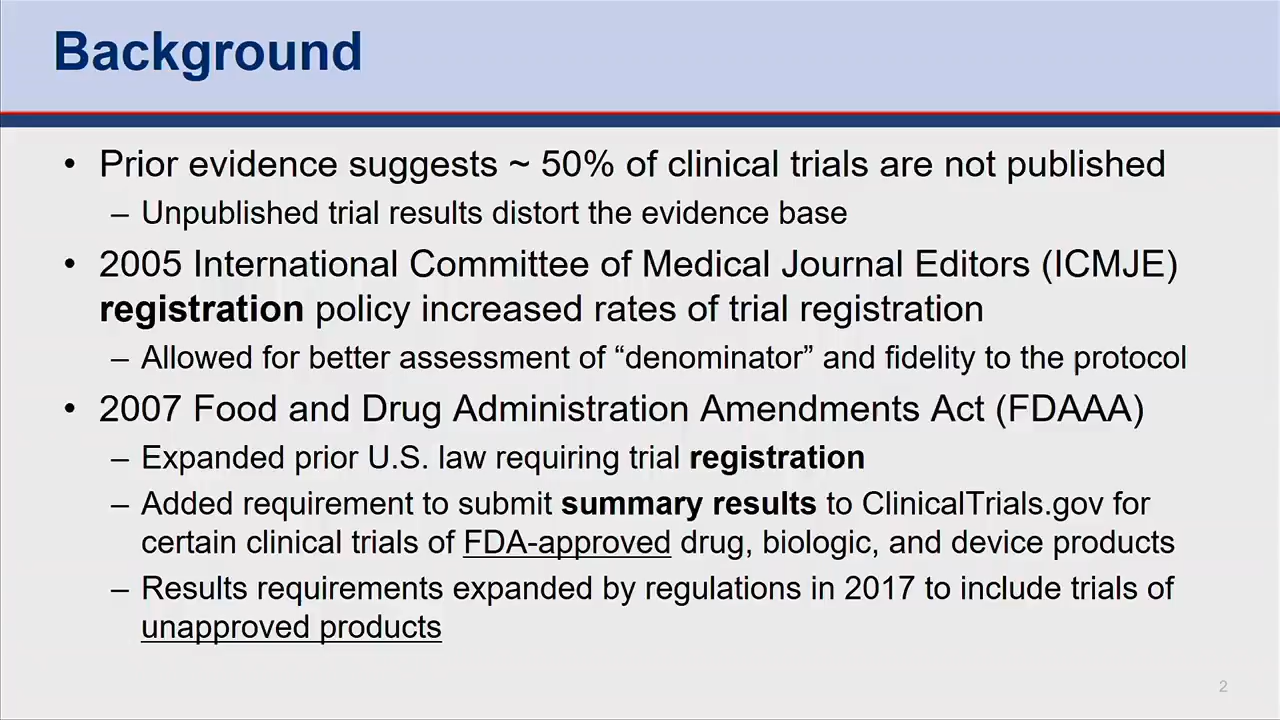 Background
• Prior evidence suggests ~ 50% of clinical trials are not published
– Unpublished trial results distort the evidence base
• 2005 International Committee of Medical Journal Editors (ICMJE)
registration policy increased rates of trial registration
– Allowed for better assessment of “denominator” and fidelity to the protocol
• 2007 Food and Drug Administration Amendments Act (FDAAA)
– Expanded prior U.S. law requiring trial registration
– Added requirement to submit summary results to ClinicalTrials.gov for
certain clinical trials of FDA-approved drug, biologic, and device products
– Results requirements expanded by regulations in 2017 to include trials of
unapproved products
2